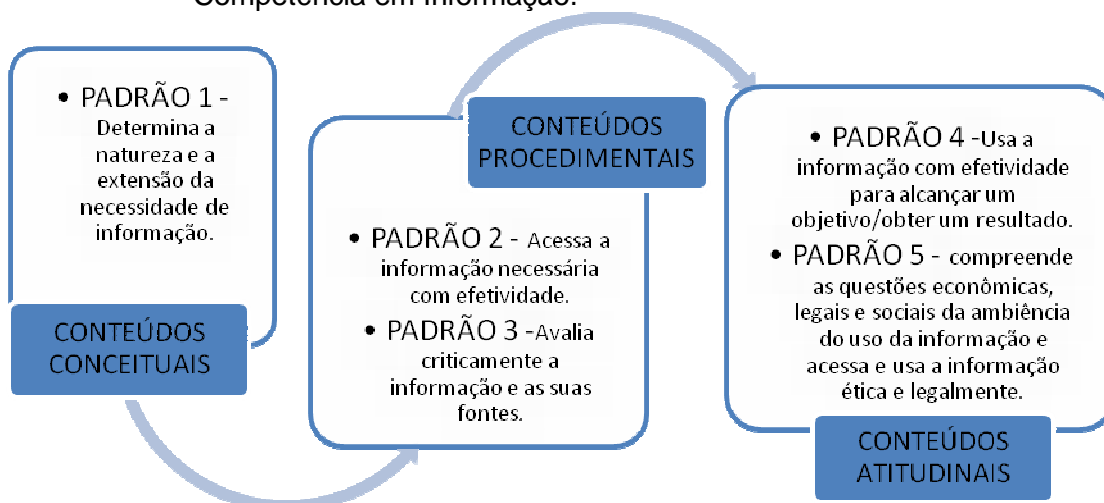 Competência em Informação.
• PADRÃO 1 -
Determina a
natureza e a
extensão da
necessidade de
informação.
CONTEÚDOS
CONCEITUAIS
CONTEÚDOS
PROCEDIMENTAIS
• PADRÃO 2 - Acessa a
informação necessária
com efetividade.
• PADRÃO 3 -Avalia
criticamente a
informação e as suas
fontes.
• PADRÃO 4 -Usa a
informação com efetividade
para alcançar um
objetivo/obter um resultado.
• PADRÃO 5 - compreende
as questões econômicas,
legais e sociais da ambiência
do uso da informação e
acessa e usa a informação
ética e legalmente.
CONTEÚDOS
ATITUDINAIS